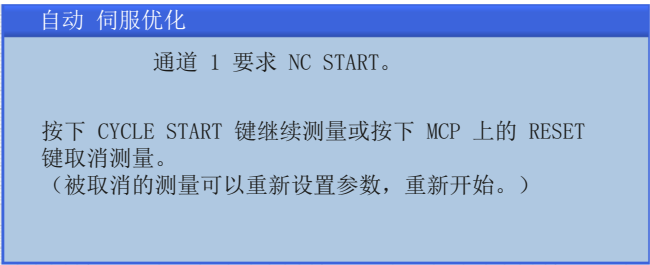 自动 伺服优化
通道 1 要求 NC START。
按下 CYCLE START 键继续测量或按下 MCP 上的 RESET
键取消测量。
（被取消的测量可以重新设置参数，重新开始。）